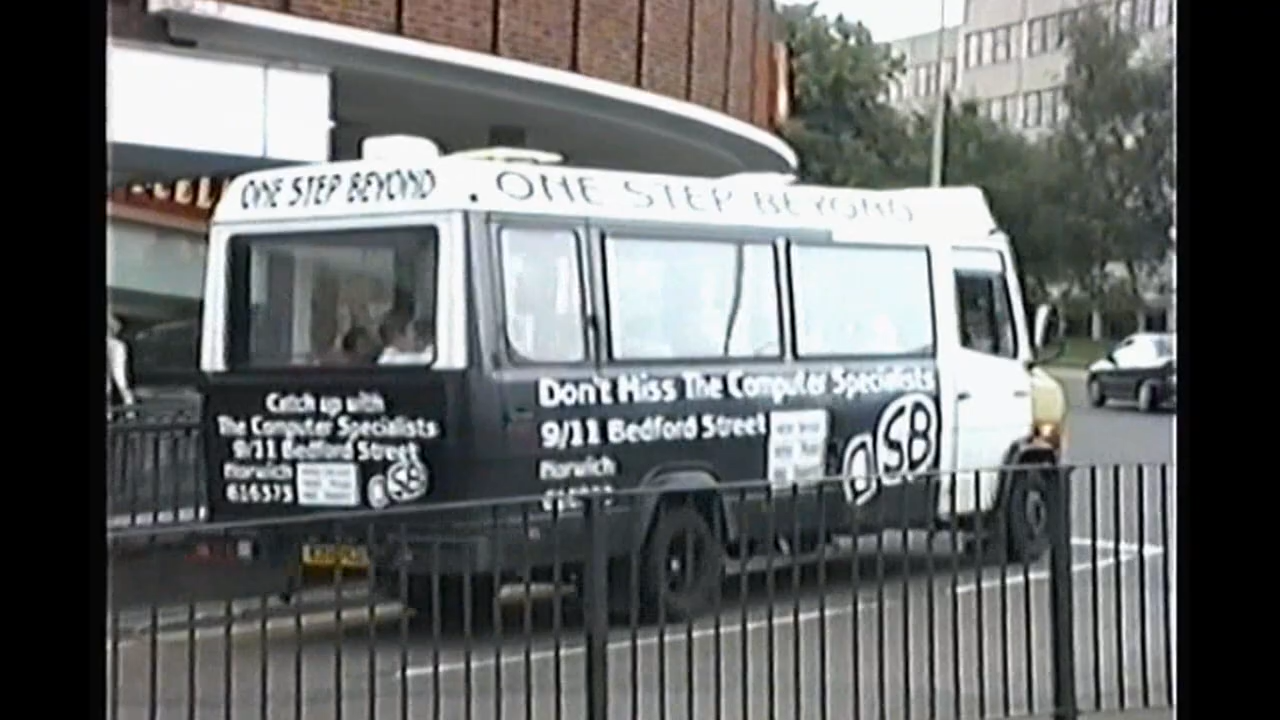 ONE STEP BEYOND
ONE STEP BEYOND
Catch up with
The Computer Specialists
9/11 Bedford Street
Norwich
616373
OSB
Don't Miss The Computer Specialists
9/11 Bedford Street
Norwich
OSB